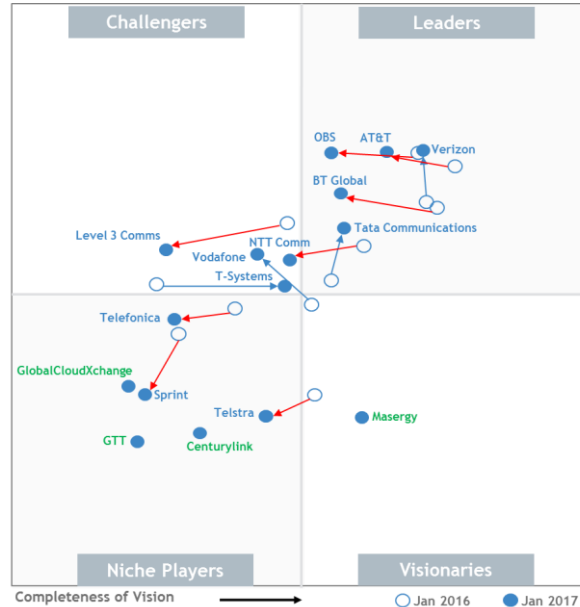 Challengers
Leaders
OBS
AT&T
Verizon
BT Global
Tata Communications
Level 3 Comms
NTT Comm
Vodafone
T-Systems
Telefonica
GlobalCloudXchange
Sprint
Telstra
Masergy
GTT
Centurylink
Niche Players
Visionaries
Completeness of Vision
Jan 2016
Jan 2017